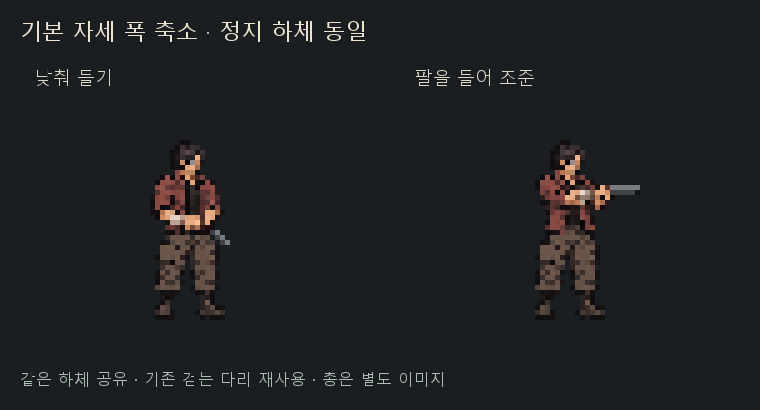 기본 자세 폭 축소 · 정지 하체 동일
낮춰 들기
팔을 들어 조준
같은 하체 공유 · 기존 걷는 다리 재사용 · 총은 별도 이미지